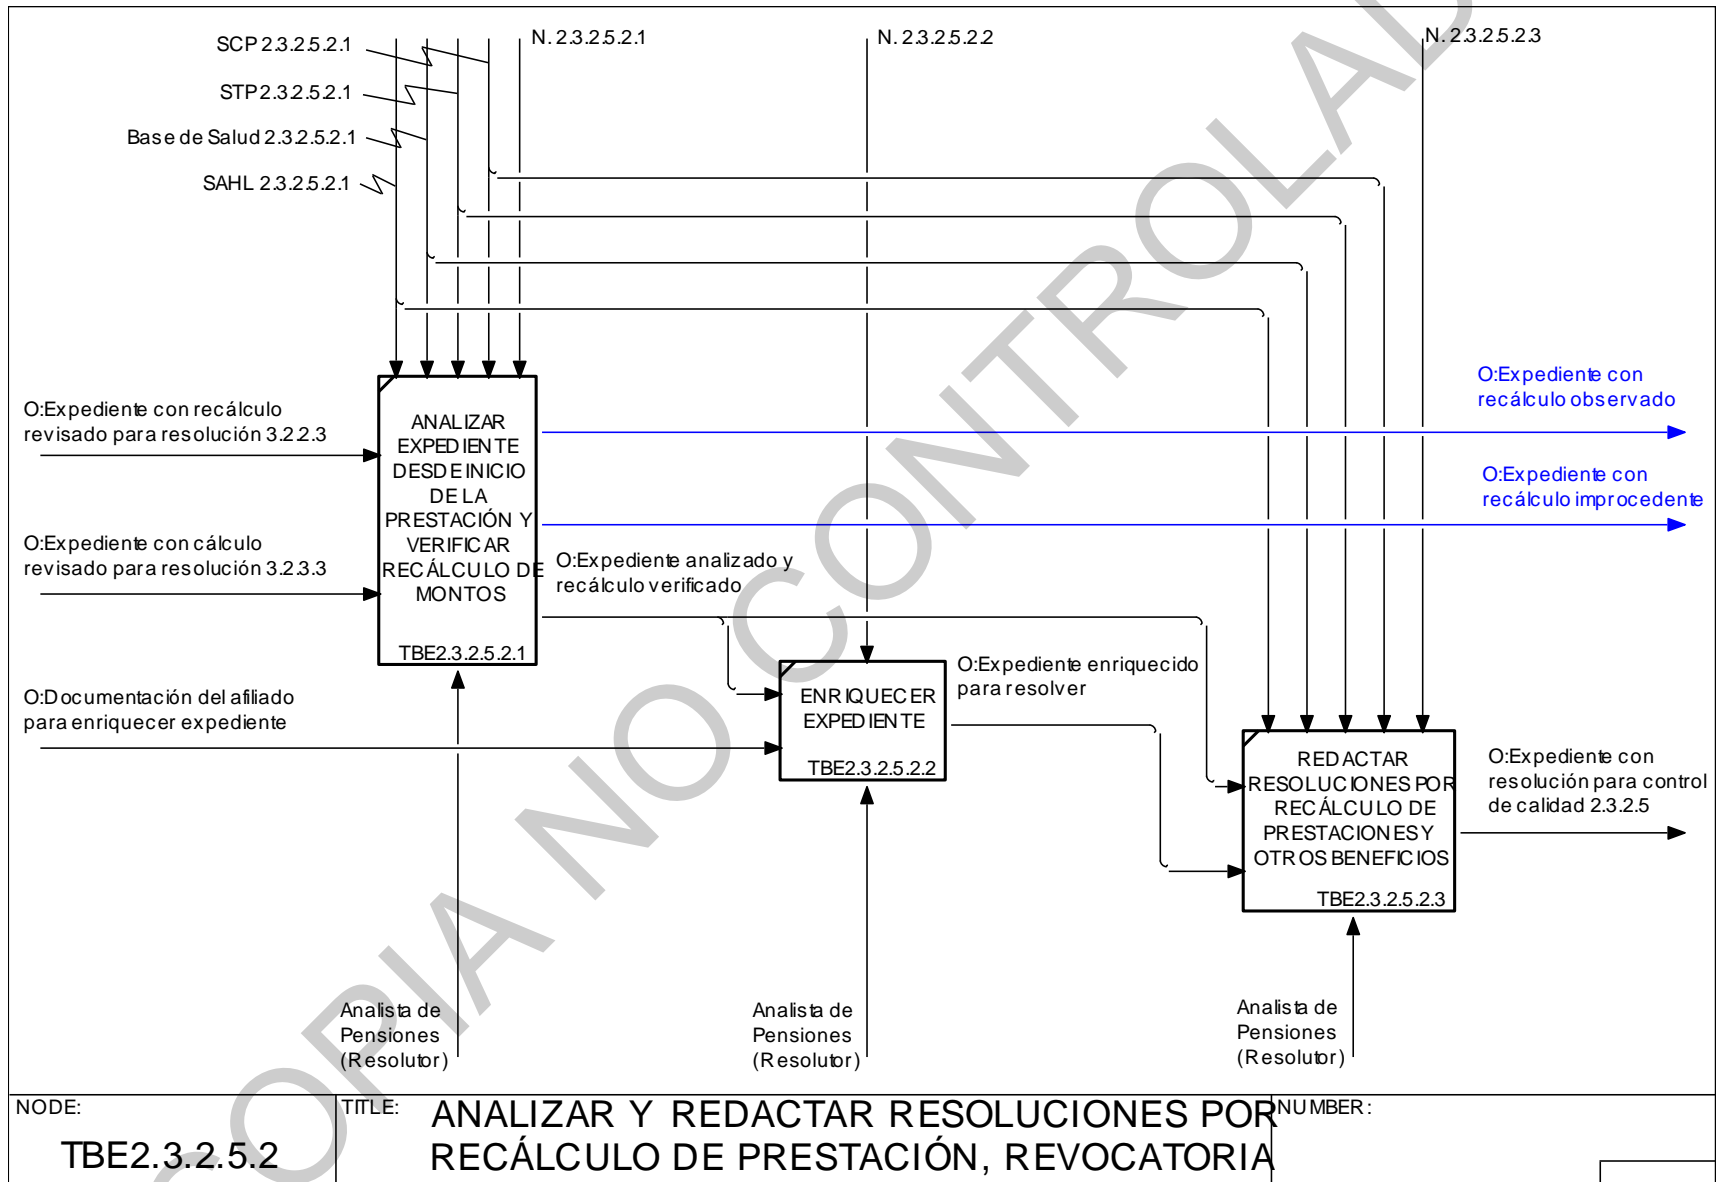 SCP 2.3.2.5.2.1
N. 2.3.2.5.2.1
N. 2.3.2.5.2.2
N. 2.3.2.5.2.3
STP 2.3.2.5.2.1
Base de Salud 2.3.2.5.2.1
SAHL 2.3.2.5.2.1
O:Expediente con recálculo
revisado para resolución 3.2.2.3
O:Expediente con cálculo
revisado para resolución 3.2.3.3
O:Documentación del afiliado
para enriquecer expediente
ANALIZAR
EXPEDIENTE
DESDE INICIO
DE LA
PRESTACIÓN Y
VERIFICAR
RECÁLCULO DE
MONTOS
TBE2.3.2.5.2.1
O:Expediente con
recálculo observado
O:Expediente con
recálculo improcedente
O:Expediente analizado y
recálculo verificado
ENRIQUECER
EXPEDIENTE
TBE2.3.2.5.2.2
O:Expediente enriquecido
para resolver
REDACTAR
RESOLUCIONES POR
RECÁLCULO DE
PRESTACIONES Y
OTROS BENEFICIOS
TBE2.3.2.5.2.3
O:Expediente con
resolución para control
de calidad 2.3.2.5
Analista de
Pensiones
(Resolutor)
Analista de
Pensiones
(Resolutor)
Analista de
Pensiones
(Resolutor)
COPIA NO CONTROLAD
NODE:
TBE2.3.2.5.2
TITLE:
ANALIZAR Y REDACTAR RESOLUCIONES POR
RECÁLCULO DE PRESTACIÓN, REVOCATORIA
NUMBER: